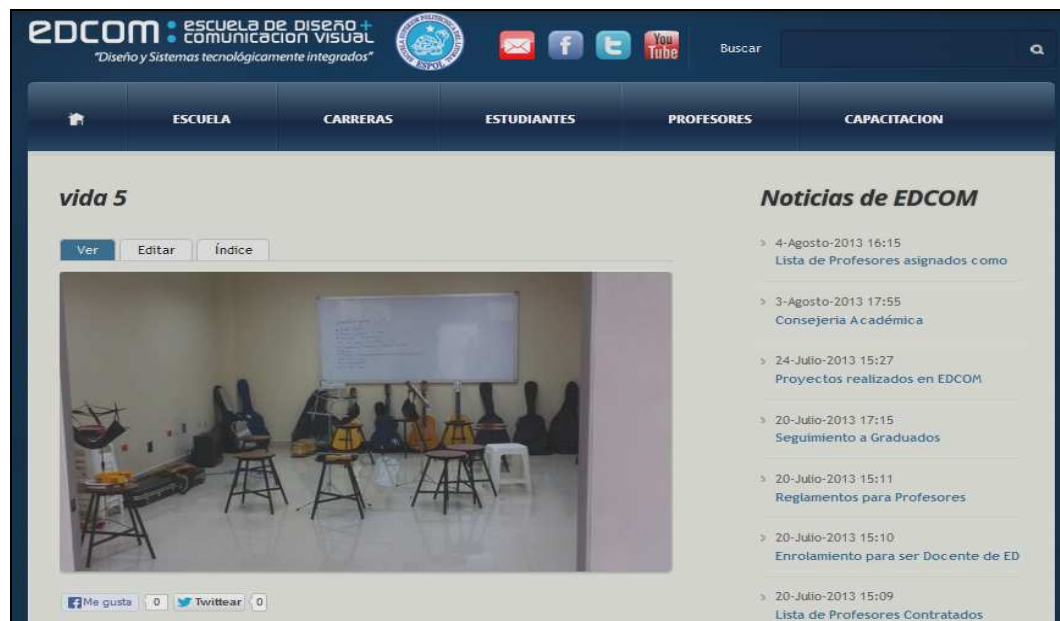 eDCOM: escueLa De Diseño +
comunicacion visual
"Diseño y Sistemas tecnológicamente integrados"
ESPOL
You
Tube
Buscar
ESCUELA
CARRERAS
ESTUDIANTES
PROFESORES
CAPACITACION
vida 5
Ver
Editar
Índice
Me gusta
0
Twittear
0
Noticias de EDCOM
4-Agosto-2013 16:15
Lista de Profesores asignados como
3-Agosto-2013 17:55
Consejeria Académica
24-Julio-2013 15:27
Proyectos realizados en EDCOM
20-Julio-2013 17:15
Seguimiento a Graduados
20-Julio-2013 15:11
Reglamentos para Profesores
20-Julio-2013 15:10
Enrolamiento para ser Docente de ED
20-Julio-2013 15:09
Lista de Profesores Contratados